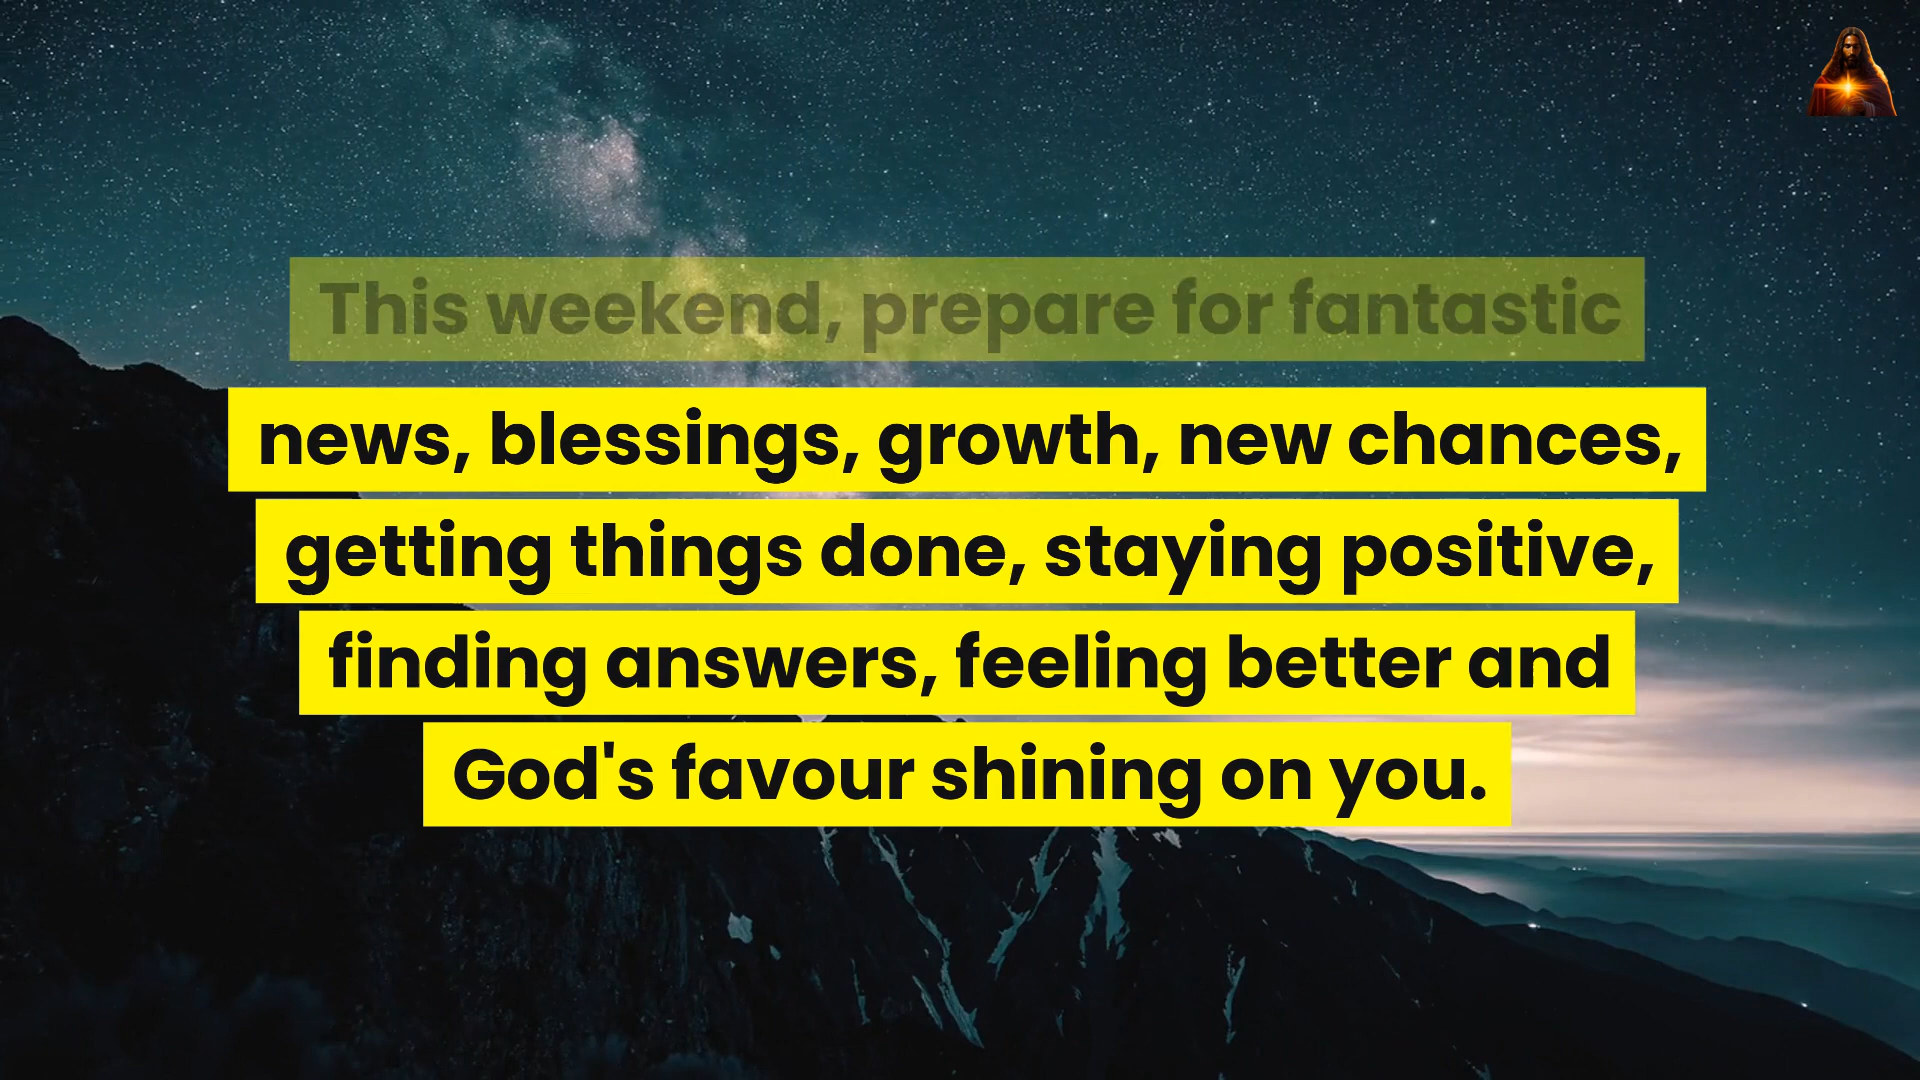 This weekend, prepare for fantastic
news, blessings, growth, new chances,
getting things done, staying positive,
finding answers, feeling better and
God's favour shining on you.